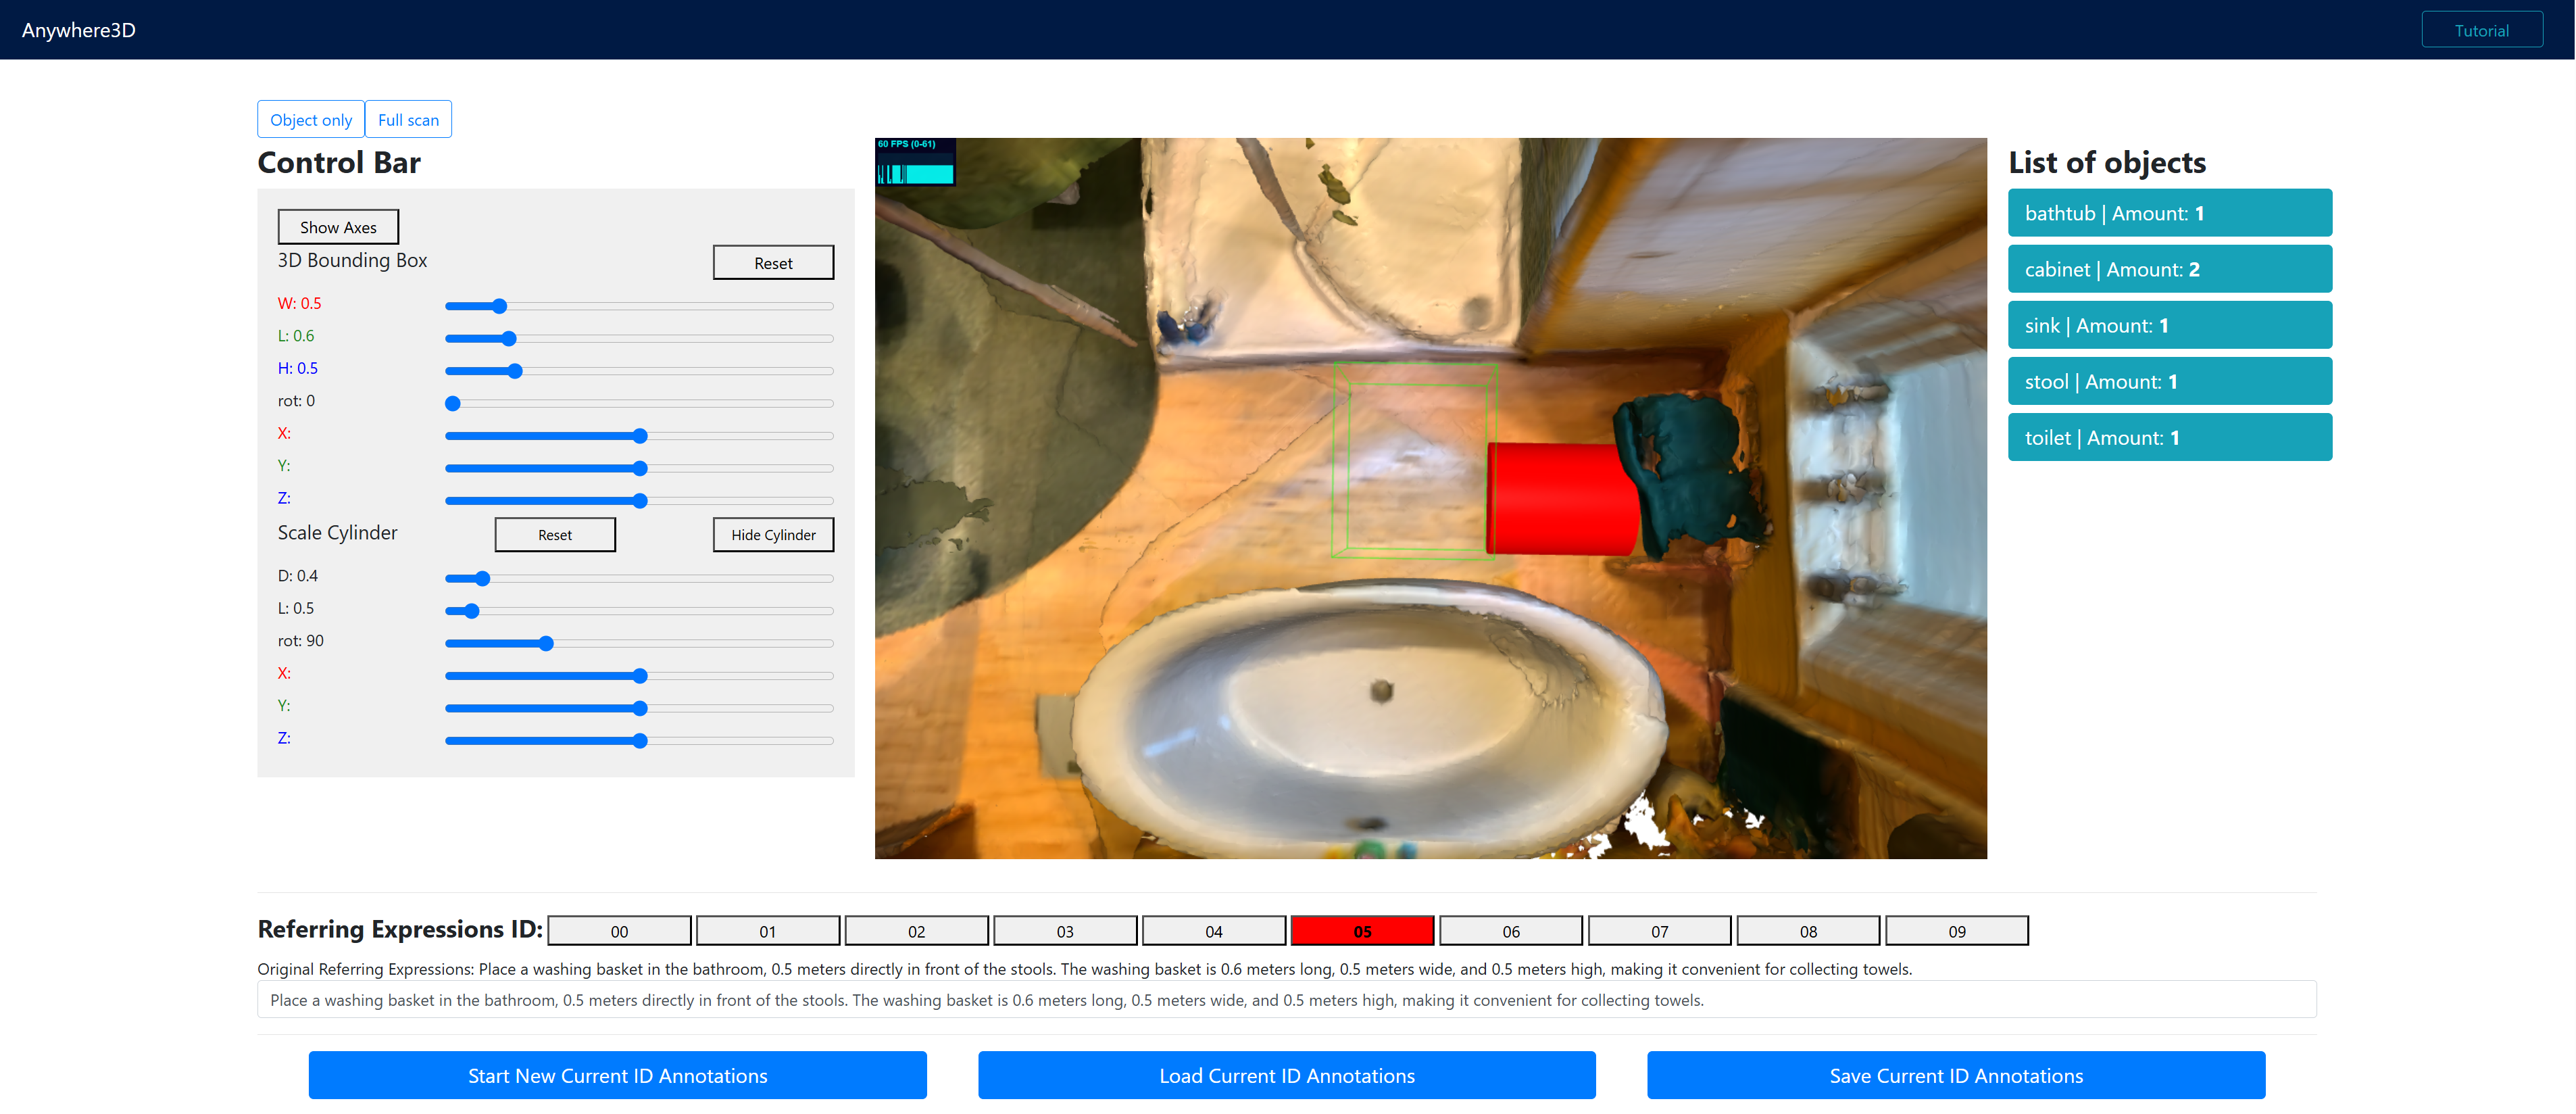 Anywhere3D
Tutorial
Object only
Full scan
Control Bar
Show Axes
3D Bounding Box
Reset
W: 0.5
L: 0.6
H: 0.5
rot: 0
X:
Y:
Z:
Scale Cylinder
Reset
Hide Cylinder
D: 0.4
L: 0.5
rot: 90
X:
Y:
Z:
60 FPS (0-61)
List of objects
bathtub | Amount: 1
cabinet | Amount: 2
sink | Amount: 1
stool | Amount: 1
toilet | Amount: 1
Referring Expressions ID: 00 01 02 03 04 05 06 07 08 09
Original Referring Expressions: Place a washing basket in the bathroom, 0.5 meters directly in front of the stools. The washing basket is 0.6 meters long, 0.5 meters wide, and 0.5 meters high, making it convenient for collecting towels.
Place a washing basket in the bathroom, 0.5 meters directly in front of the stools. The washing basket is 0.6 meters long, 0.5 meters wide, and 0.5 meters high, making it convenient for collecting towels.
Start New Current ID Annotations
Load Current ID Annotations
Save Current ID Annotations